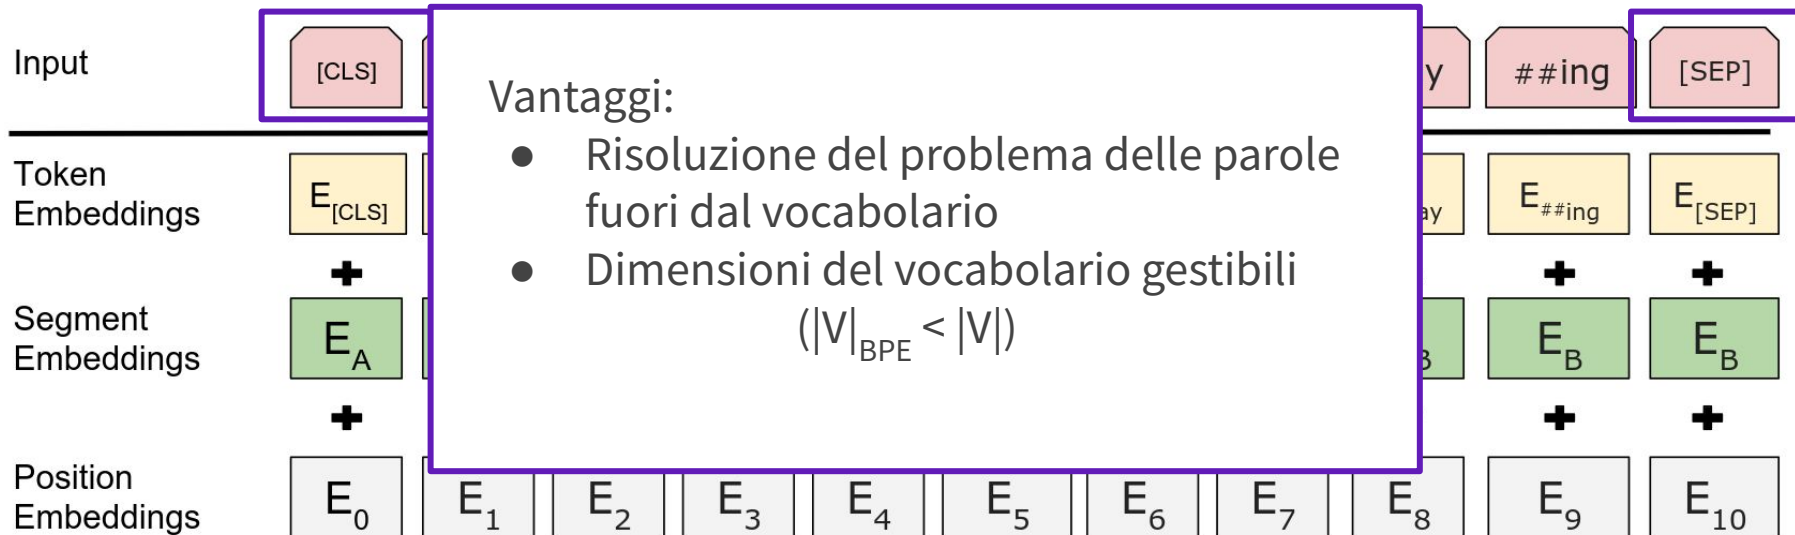 Input [CLS] y ##ing [SEP]
Vantaggi:
● Risoluzione del problema delle parole
fuori dal vocabolario
● Dimensioni del vocabolario gestibili
(|V|BPE < |V|)
Token
Embeddings
E[CLS] ay E##ing E[SEP]
+ + +
Segment
Embeddings
EA B EB EB
+ + +
Position
Embeddings
E0 E1 E2 E3 E4 E5 E6 E7 E8 E9 E10